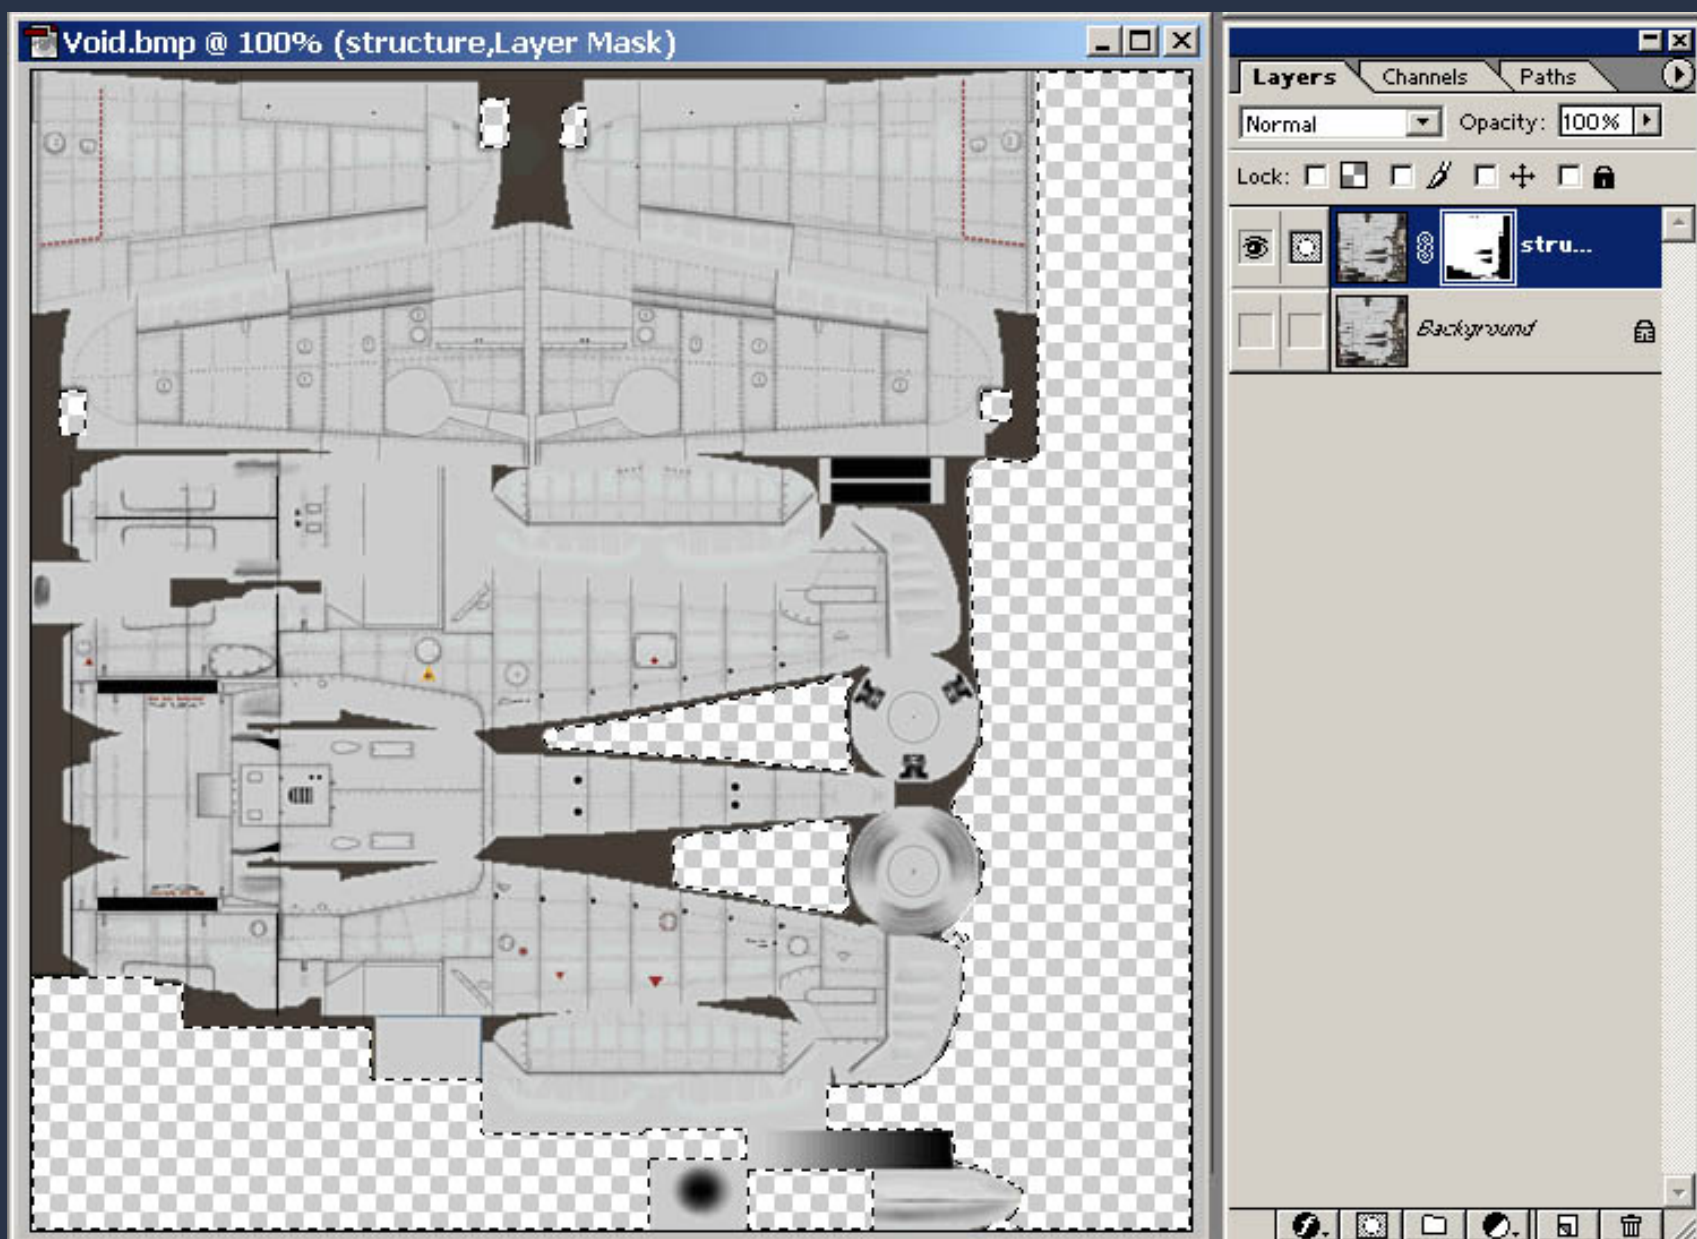 Void.bmp @ 100% (structure,Layer Mask)
Layers Channels Paths
Normal Opacity: 100%
Lock:
stru...
Background